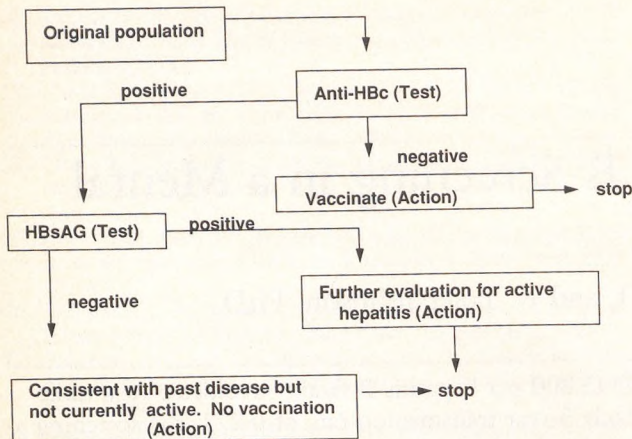 Original population
positive
Anti-HBc (Test)
negative
Vaccinate (Action)
stop
HBsAG (Test)
positive
negative
Further evaluation for active
hepatitis (Action)
Consistent with past disease but
not currently active. No vaccination
(Action)
stop